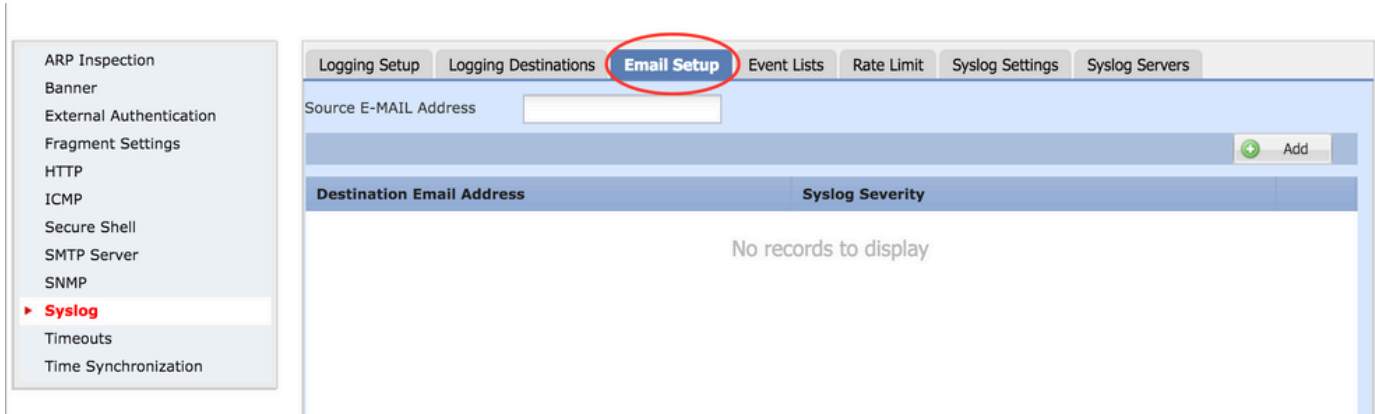 ARP Inspection
Banner
External Authentication
Fragment Settings
HTTP
ICMP
Secure Shell
SMTP Server
SNMP
Syslog
Timeouts
Time Synchronization
Logging Setup Logging Destinations Email Setup Event Lists Rate Limit Syslog Settings Syslog Servers
Source E-MAIL Address
Add
Destination Email Address Syslog Severity
No records to display